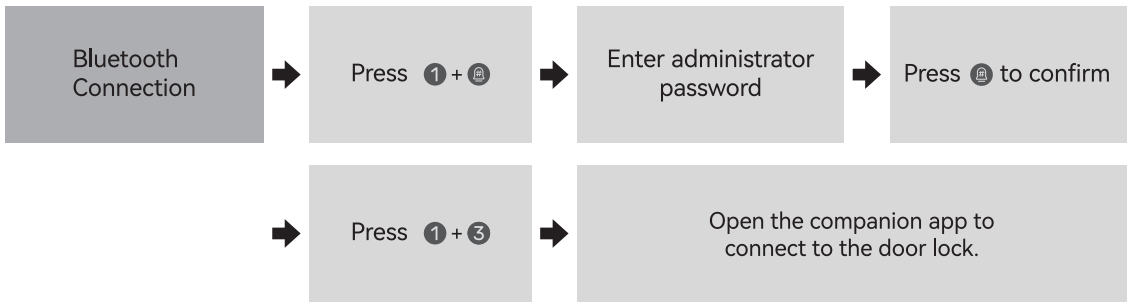 Bluetooth
Connection
Press 1 + #
Enter administrator
password
Press # to confirm
Press 1 + 3
Open the companion app to
connect to the door lock.